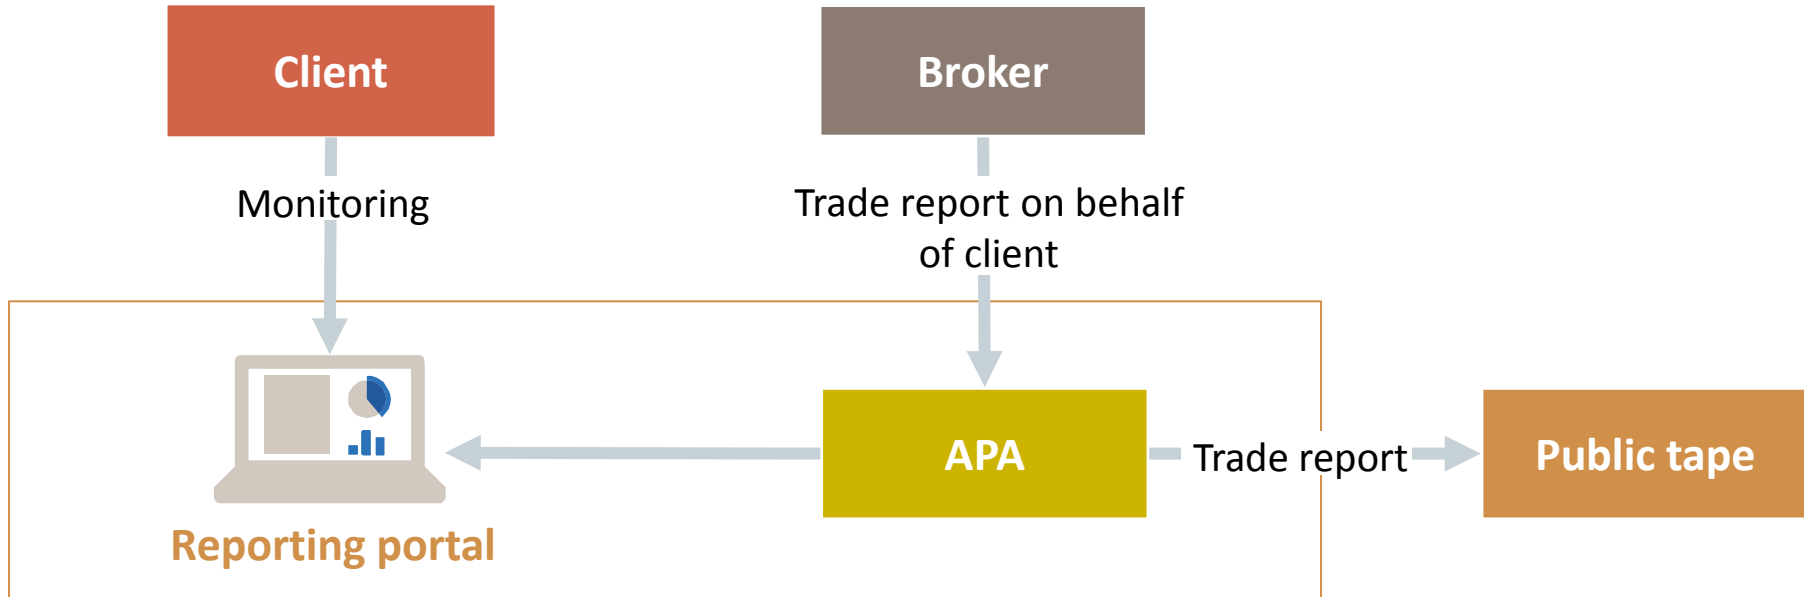 Client
Broker
Monitoring
Trade report on behalf
of client
APA
Trade report
Public tape
Reporting portal